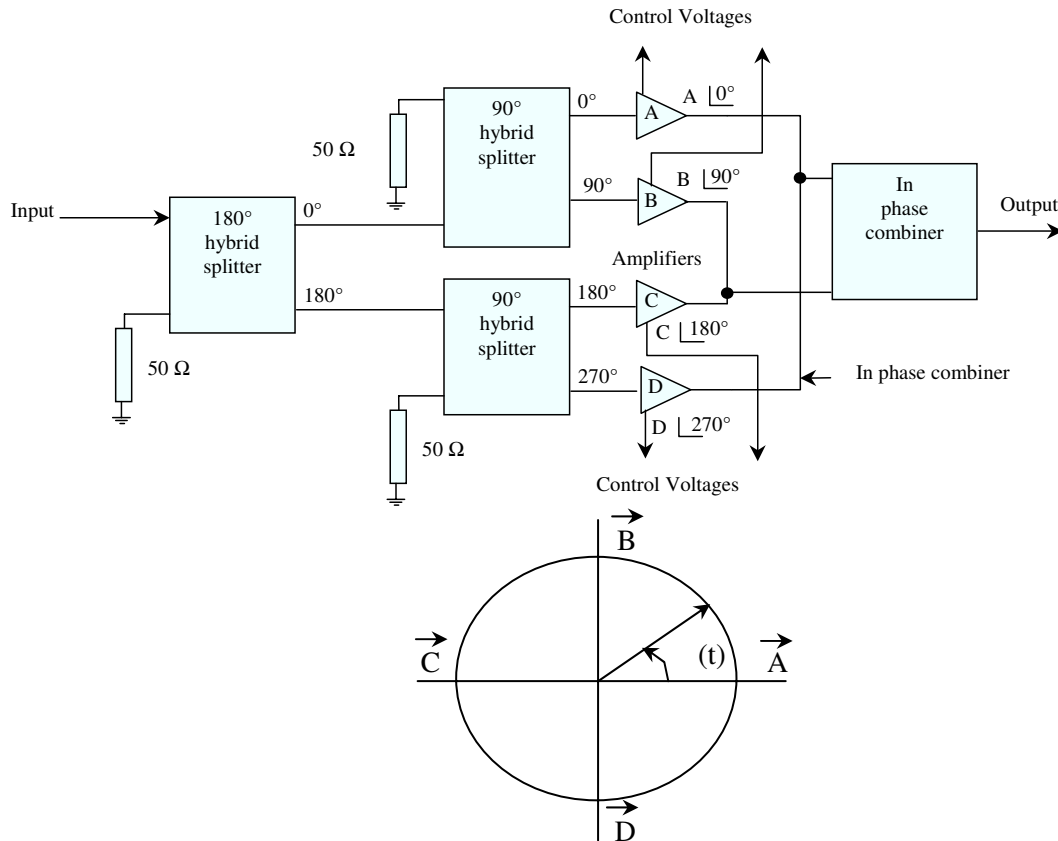 Control Voltages
90°
hybrid
splitter
0°
A
A
0°
50 Ω
90°
B
B
90°
In
phase
combiner
Input
180°
hybrid
splitter
0°
Output
Amplifiers
180°
90°
hybrid
splitter
180°
C
C
180°
50 Ω
270°
D
In phase combiner
D
270°
50 Ω
Control Voltages
B
C
(t)
A
D